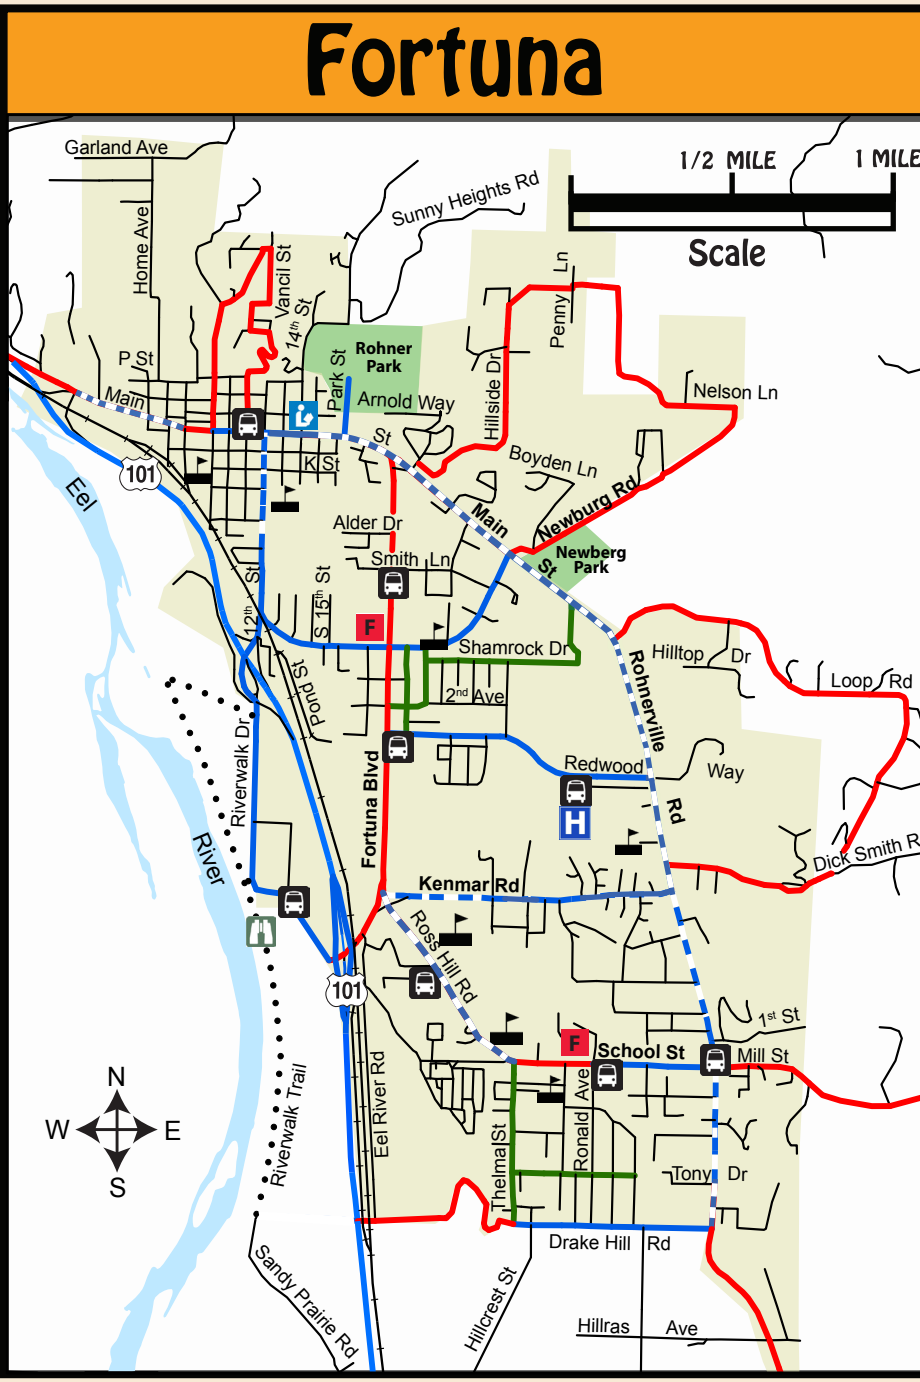 Fortuna
Garland Ave
1/2 MILE
1 MILE
Scale
Sunny Heights Rd
Home Ave
Vancil St
14th St
Penny Ln
P St
Park St
Rohner
Park
Nelson Ln
Main
Arnold Way
Hillside Dr
St
K St
Boyden Ln
101
Eel
Newburg Rd
Main
St
Alder Dr
Newberg
Park
Smith Ln
12th St
S 15th St
F
Shamrock Dr
Hilltop Dr
Loop Rd
Pond St
2nd Ave
Rohnerville
Rd
Riverwalk Dr
Redwood Way
Fortuna Blvd
H
River
Dick Smith R
Kenmar Rd
Ross Hill Rd
101
1st St
F
School St
Mill St
N
W
E
S
Eel River Rd
Riverwalk Trail
Thelma St
Ronald Ave
Tony Dr
Drake Hill Rd
Sandy Prairie Rd
Hillcrest St
Hillras Ave